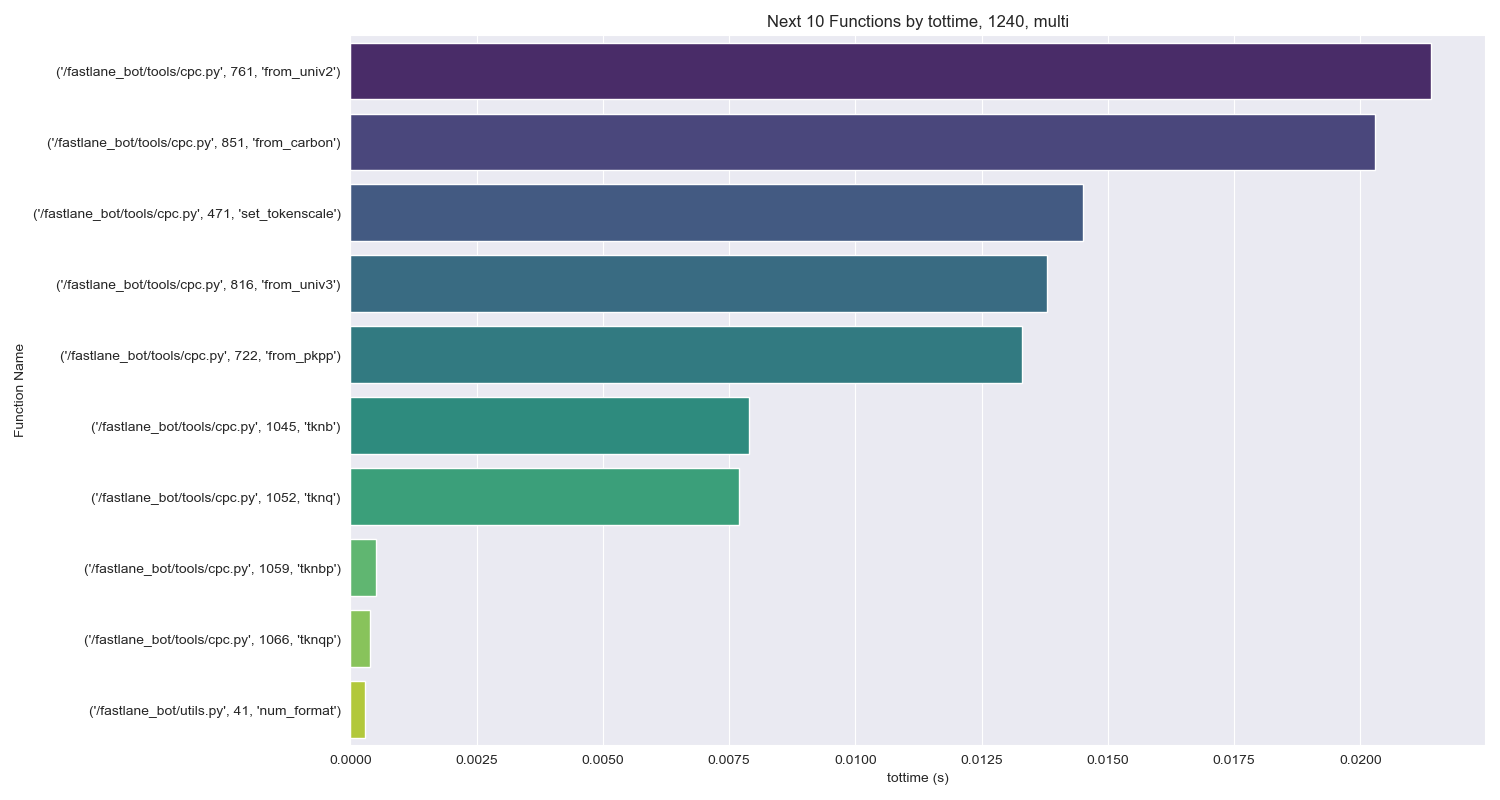 Next 10 Functions by tottime, 1240, multi
('/fastlane_bot/tools/cpc.py', 761, 'from_univ2')
('/fastlane_bot/tools/cpc.py', 851, 'from_carbon')
('/fastlane_bot/tools/cpc.py', 471, 'set_tokenscale')
('/fastlane_bot/tools/cpc.py', 816, 'from_univ3')
('/fastlane_bot/tools/cpc.py', 722, 'from_pkpp')
('/fastlane_bot/tools/cpc.py', 1045, 'tknb')
('/fastlane_bot/tools/cpc.py', 1052, 'tknq')
('/fastlane_bot/tools/cpc.py', 1059, 'tknbp')
('/fastlane_bot/tools/cpc.py', 1066, 'tknqp')
('/fastlane_bot/utils.py', 41, 'num_format')
Function Name
0.0000 0.0025 0.0050 0.0075 0.0100 0.0125 0.0150 0.0175 0.0200
tottime (s)